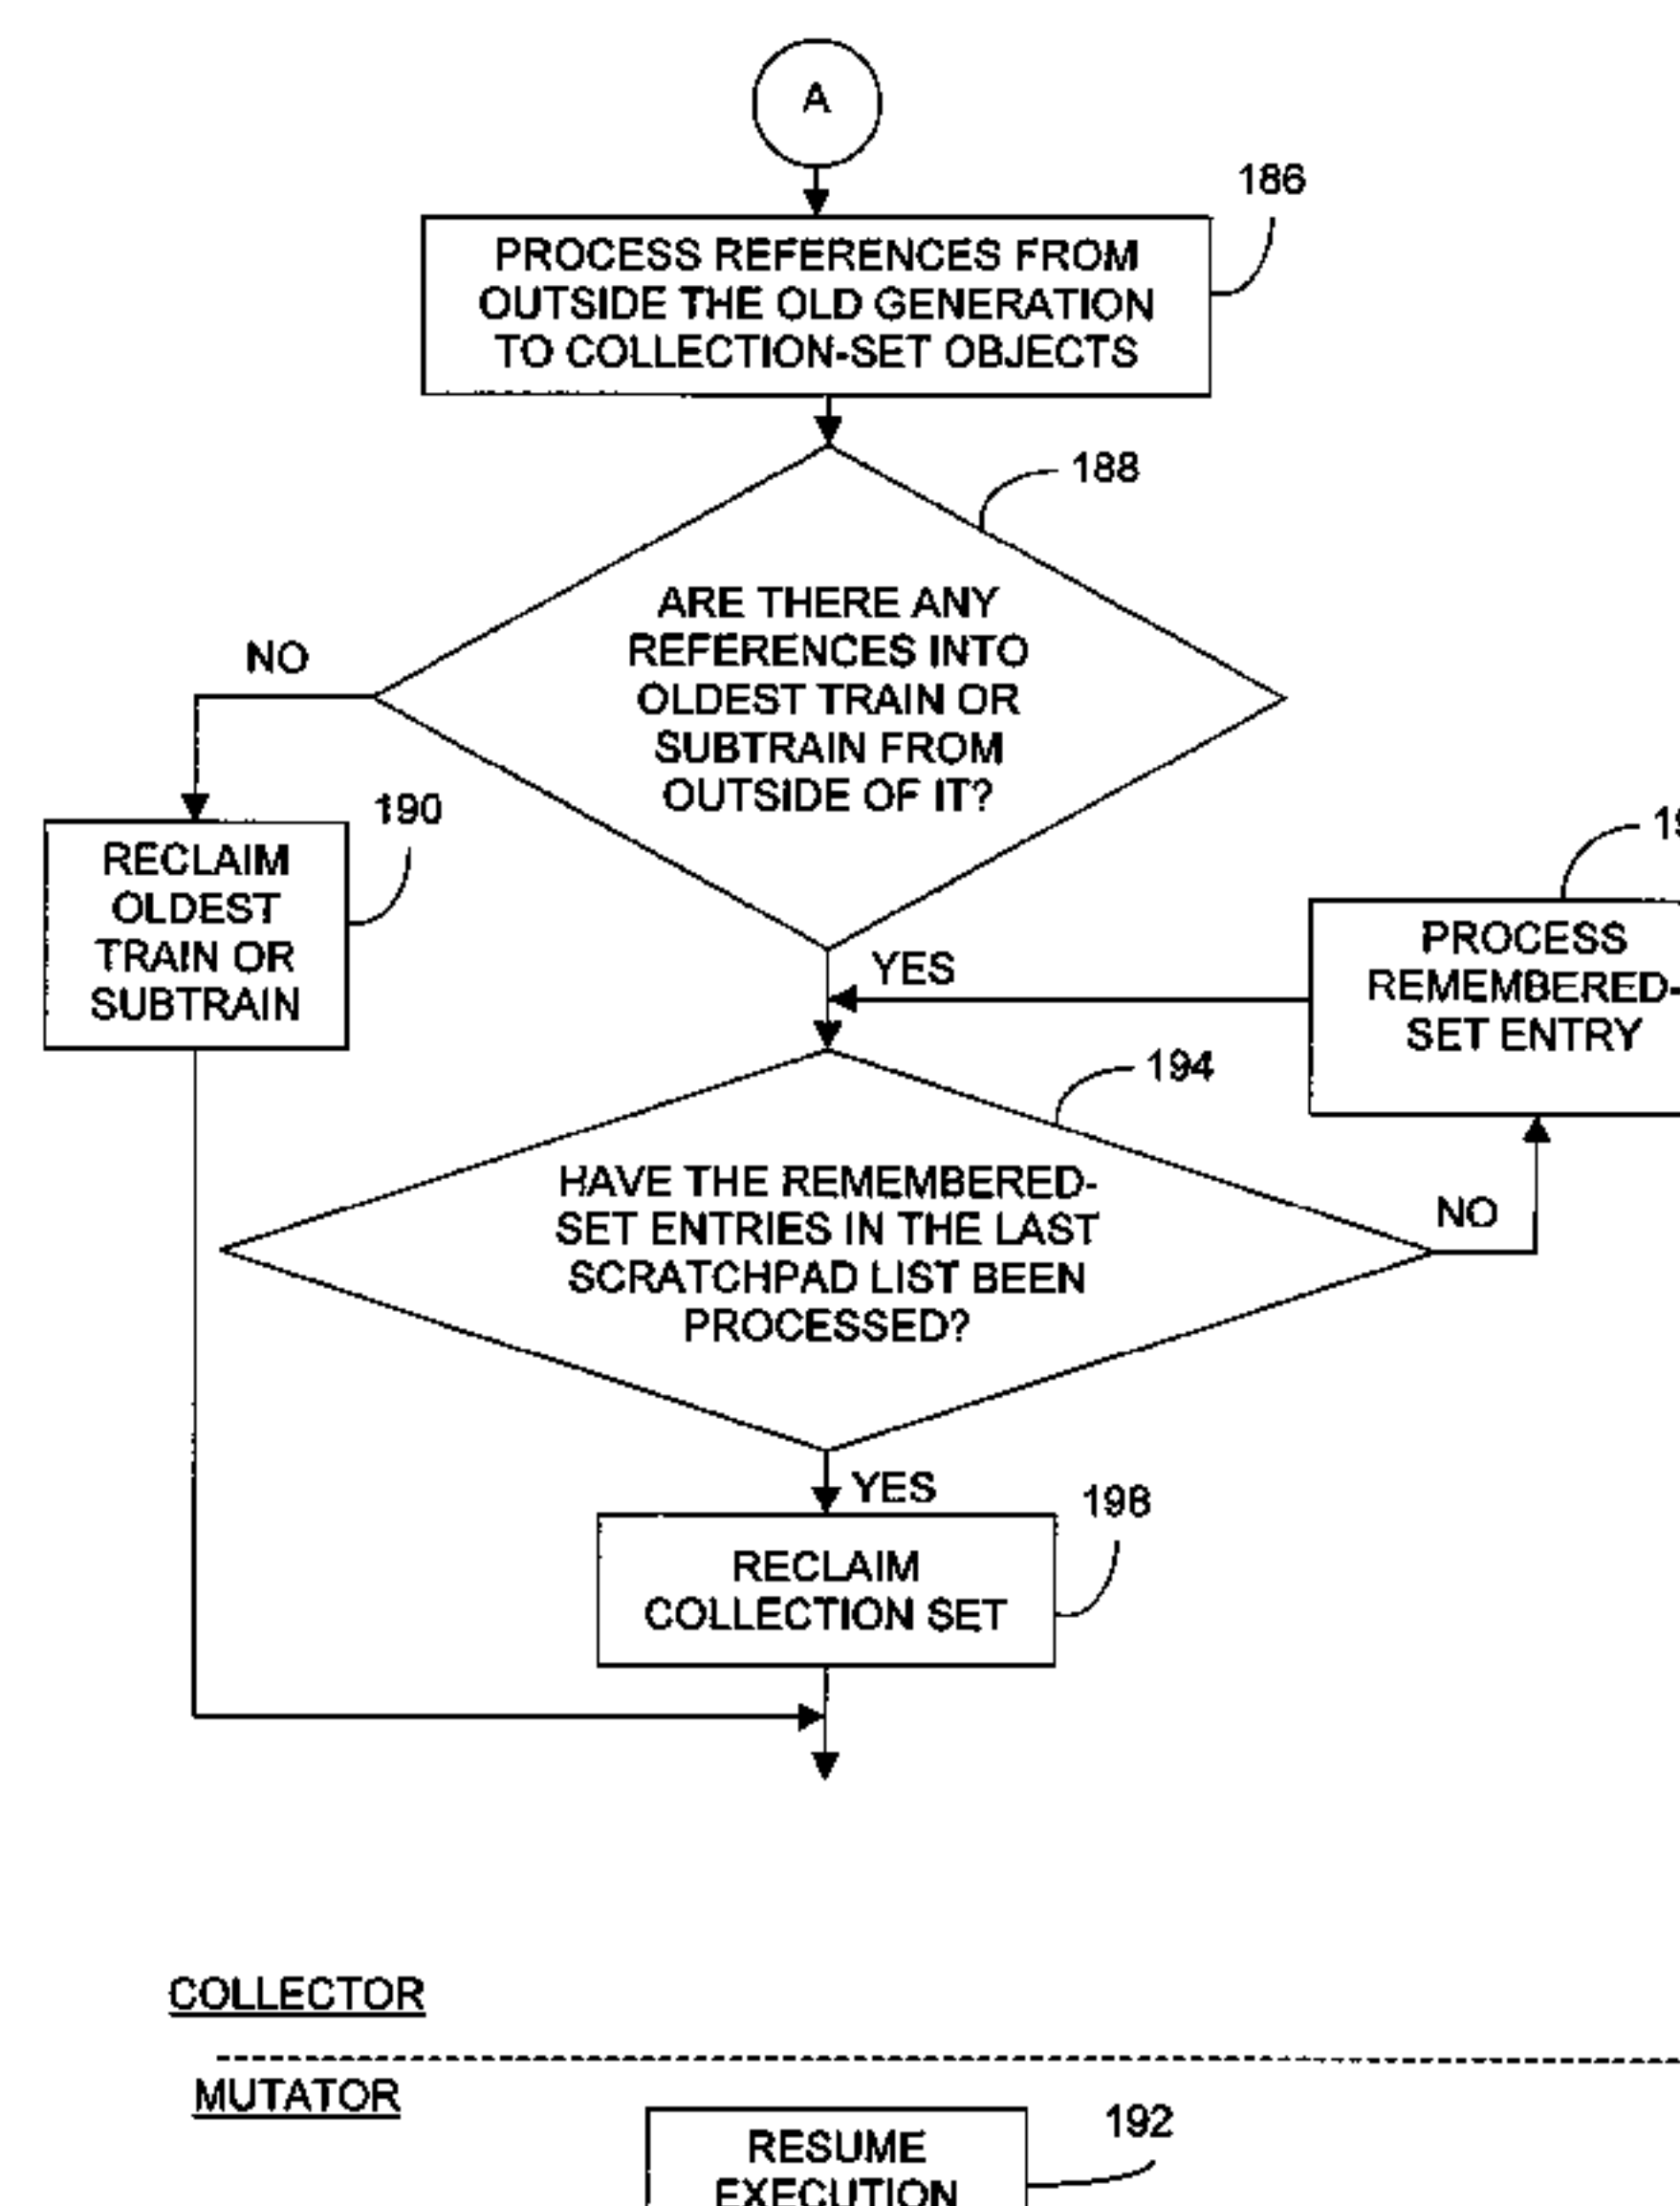 A
186
PROCESS REFERENCES FROM
OUTSIDE THE OLD GENERATION
TO COLLECTION-SET OBJECTS
188
ARE THERE ANY
REFERENCES INTO
OLDEST TRAIN OR
SUBTRAIN FROM
OUTSIDE OF IT?
NO
190
RECLAIM
OLDEST
TRAIN OR
SUBTRAIN
YES
PROCESS
REMEMBERED-
SET ENTRY
194
HAVE THE REMEMBERED-
SET ENTRIES IN THE LAST
SCRATCHPAD LIST BEEN
PROCESSED?
NO
YES
198
RECLAIM
COLLECTION SET
COLLECTOR
MUTATOR
192
RESUME
EXECUTION